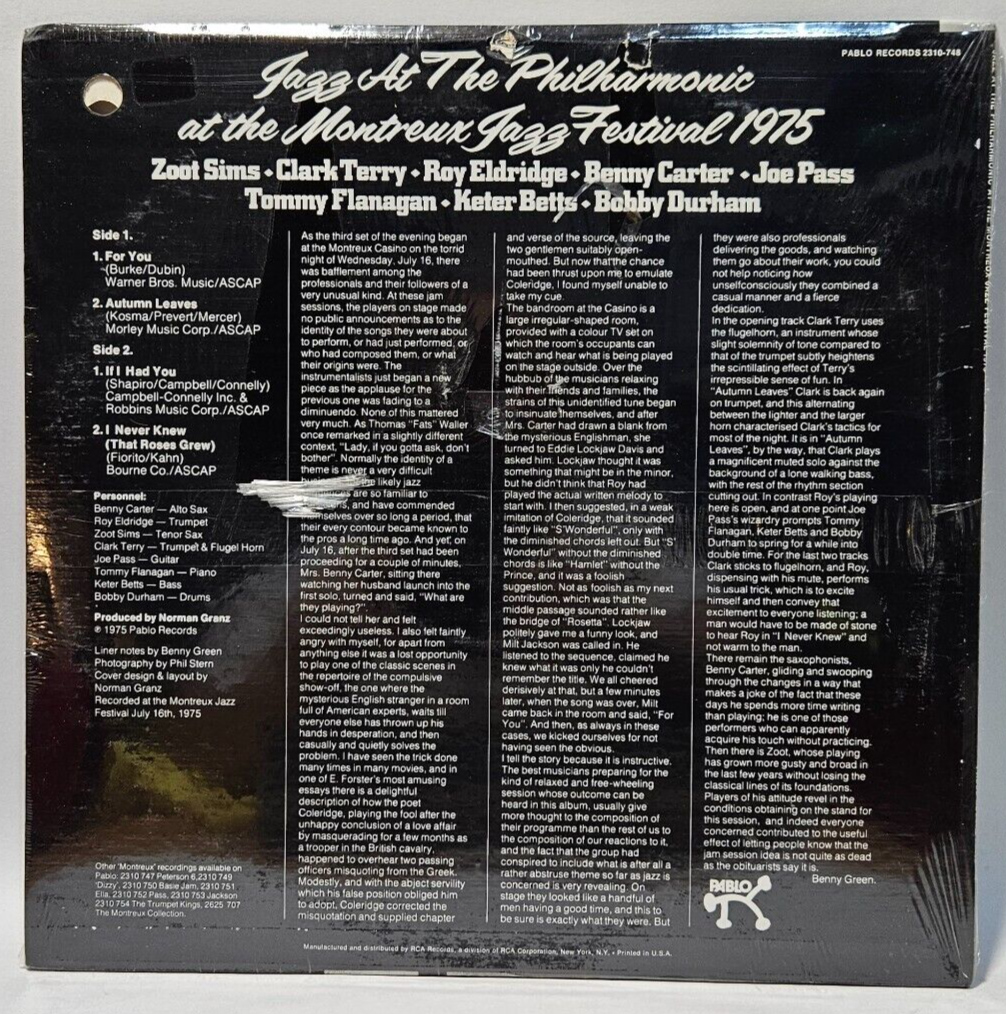 PABLO RECORDS 2310-748
Jazz At The Philharmonic
at the Montreux Jazz Festival 1975
Zoot Sims • Clark Terry • Roy Eldridge • Benny Carter • Joe Pass
Tommy Flanagan • Keter Betts • Bobby Durham
Side 1.
1. For You
(Burke/Dubin)
Warner Bros. Music/ASCAP
2. Autumn Leaves
(Kosma/Prevert/Mercer)
Morley Music Corp./ASCAP
Side 2.
1. If I Had You
(Shapiro/Campbell/Connelly)
Campbell-Connelly Inc. &
Robbins Music Corp./ASCAP
2. I Never Knew
(That Roses Grew)
(Fiorito/Kahn)
Bourne Co./ASCAP
Personnel:
Benny Carter — Alto Sax
Roy Eldridge — Trumpet
Zoot Sims — Tenor Sax
Clark Terry — Trumpet & Flugel Horn
Joe Pass — Guitar
Tommy Flanagan — Piano
Keter Betts — Bass
Bobby Durham — Drums
Produced by Norman Granz
℗ 1975 Pablo Records
Liner notes by Benny Green
Photography by Phil Stern
Cover design & layout by
Norman Granz
Recorded at the Montreux Jazz
Festival July 16th, 1975
Other 'Montreux' recordings available on
Pablo: 2310 747 Peterson 6, 2310 749
'Dizzy', 2310 750 Basie Jam, 2310 751
Ella, 2310 752 Pass, 2310 753 Jackson
2310 754 The Trumpet Kings, 2625 707
The Montreux Collection.
As the third set of the evening began
at the Montreux Casino on the torrid
night of Wednesday, July 16, there
was bafflement among the
professionals and their followers of a
very unusual kind. At these jam
sessions, the players on stage made
no public announcements as to the
identity of the songs they were about
to perform, or had just performed, or
who had composed them, or what
their origins were. The
instrumentalists just began a new
piece as the applause for the
previous one was fading to a
diminuendo. None of this mattered
very much. As Thomas "Fats" Waller
once remarked in a slightly different
context, "Lady, if you gotta ask, don't
bother". Normally the identity of a
theme is never a very difficult
the likely jazz
are so familiar to
and have commended
themselves over so long a period, that
their every contour became known to
the pros a long time ago. And yet, on
July 16, after the third set had been
proceeding for a couple of minutes,
Mrs. Benny Carter, sitting there
watching her husband launch into the
first solo, turned and said, "What are
they playing?".
I could not tell her and felt
exceedingly useless. I also felt faintly
angry with myself, for apart from
anything else it was a lost opportunity
to play one of the classic scenes in
the repertoire of the compulsive
show-off, the one where the
mysterious English stranger in a room
full of American experts, waits till
everyone else has thrown up his
hands in desperation, and then
casually and quietly solves the
problem. I have seen the trick done
many times in many movies, and in
one of E. Forster's most amusing
essays there is a delightful
description of how the poet
Coleridge, playing the fool after the
unhappy conclusion of a love affair
by masquerading for a few months as
a trooper in the British cavalry,
happened to overhear two passing
officers misquoting from the Greek.
Modestly, and with the abject servility
which his false position obliged him
to adopt, Coleridge corrected the
misquotation and supplied chapter
and verse of the source, leaving the
two gentlemen suitably open-
mouthed. But now that the chance
had been thrust upon me to emulate
Coleridge, I found myself unable to
take my cue.
The bandroom at the Casino is a
large irregular-shaped room,
provided with a colour TV set on
which the room's occupants can
watch and hear what is being played
on the stage outside. Over the
hubbub of the musicians relaxing
with their friends and families, the
strains of this unidentified tune began
to insinuate themselves, and after
Mrs. Carter had drawn a blank from
the mysterious Englishman, she
turned to Eddie Lockjaw Davis and
asked him. Lockjaw thought it was
something that might be in the minor,
but he didn't think that Roy had
played the actual written melody to
start with. I then suggested, in a weak
imitation of Coleridge, that it sounded
faintly like "S'Wonderful", only with
the diminished chords left out. But "S'
Wonderful" without the diminished
chords is like "Hamlet" without the
Prince, and it was a foolish
suggestion. Not as foolish as my next
contribution, which was that the
middle passage sounded rather like
the bridge of "Rosetta". Lockjaw
politely gave me a funny look, and
Milt Jackson was called in. He
listened to the sequence, claimed he
knew what it was only he couldn't
remember the title. We all cheered
derisively at that, but a few minutes
later, when the song was over, Milt
came back in the room and said, "For
You". And then, as always in these
cases, we kicked ourselves for not
having seen the obvious.
I tell the story because it is instructive.
The best musicians preparing for the
kind of relaxed and free-wheeling
session whose outcome can be
heard in this album, usually give
more thought to the composition of
their programme than the rest of us to
the composition of our reactions to it,
and the fact that the group had
conspired to include what is after all a
rather abstruse theme so far as jazz is
concerned is very revealing. On
stage they looked like a handful of
men having a good time, and this to
be sure is exactly what they were. But
they were also professionals
delivering the goods, and watching
them go about their work, you could
not help noticing how
unselfconsciously they combined a
casual manner and a fierce
dedication.
In the opening track Clark Terry uses
the flugelhorn, an instrument whose
slight solemnity of tone compared to
that of the trumpet subtly heightens
the scintillating effect of Terry's
irrepressible sense of fun. In
"Autumn Leaves" Clark is back again
on trumpet, and this alternating
between the lighter and the larger
horn characterised Clark's tactics for
most of the night. It is in "Autumn
Leaves", by the way, that Clark plays
a magnificent muted solo against the
background of a lone walking bass,
with the rest of the rhythm section
cutting out. In contrast Roy's playing
here is open, and at one point Joe
Pass's wizardry prompts Tommy
Flanagan, Keter Betts and Bobby
Durham to spring for a while into
double time. For the last two tracks
Clark sticks to flugelhorn, and Roy,
dispensing with his mute, performs
his usual trick, which is to excite
himself and then convey that
excitement to everyone listening; a
man would have to be made of stone
to hear Roy in "I Never Knew" and
not warm to the man.
There remain the saxophonists,
Benny Carter, gliding and swooping
through the changes in a way that
makes a joke of the fact that these
days he spends more time writing
than playing; he is one of those
performers who can apparently
acquire his touch without practicing.
Then there is Zoot, whose playing
has grown more gusty and broad in
the last few years without losing the
classical lines of its foundations.
Players of his attitude revel in the
conditions obtaining on the stand for
this session, and indeed everyone
concerned contributed to the useful
effect of letting people know that the
jam session idea is not quite as dead
as the obituarists say it is.
Benny Green.
PABLO
Manufactured and distributed by RCA Records, a division of RCA Corporation, New York, N.Y. • Printed in U.S.A.